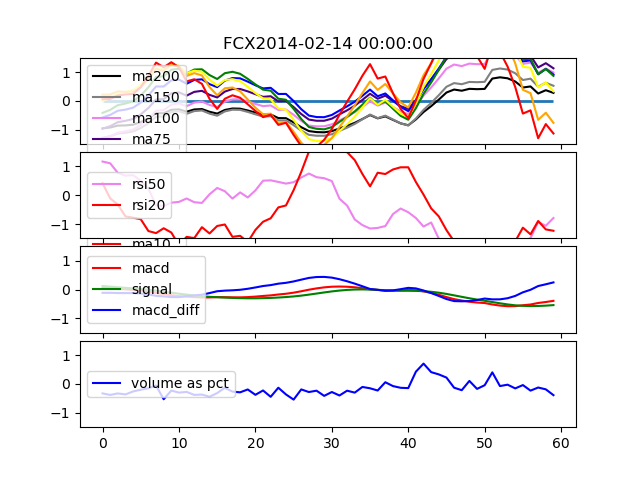 FCX2014-02-14 00:00:00
1
0
−1
ma200
ma150
ma100
ma75
1
0
−1
rsi50
rsi20
ma10
1
0
−1
macd
signal
macd_diff
1
0
−1
volume as pct
0 10 20 30 40 50 60